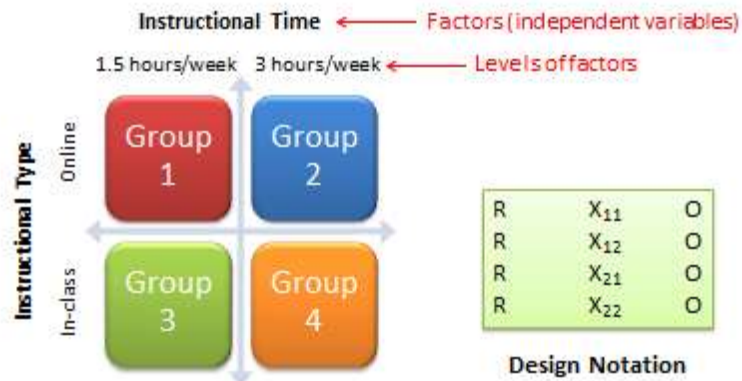 Instructional Time
Factors (independent variables)
1.5 hours/week
3 hours/week
Levels of factors
Instructional Type
Online
In-class
Group
1
Group
2
Group
3
Group
4
R X₁₁ O
R X₁₂ O
R X₂₁ O
R X₂₂ O
Design Notation